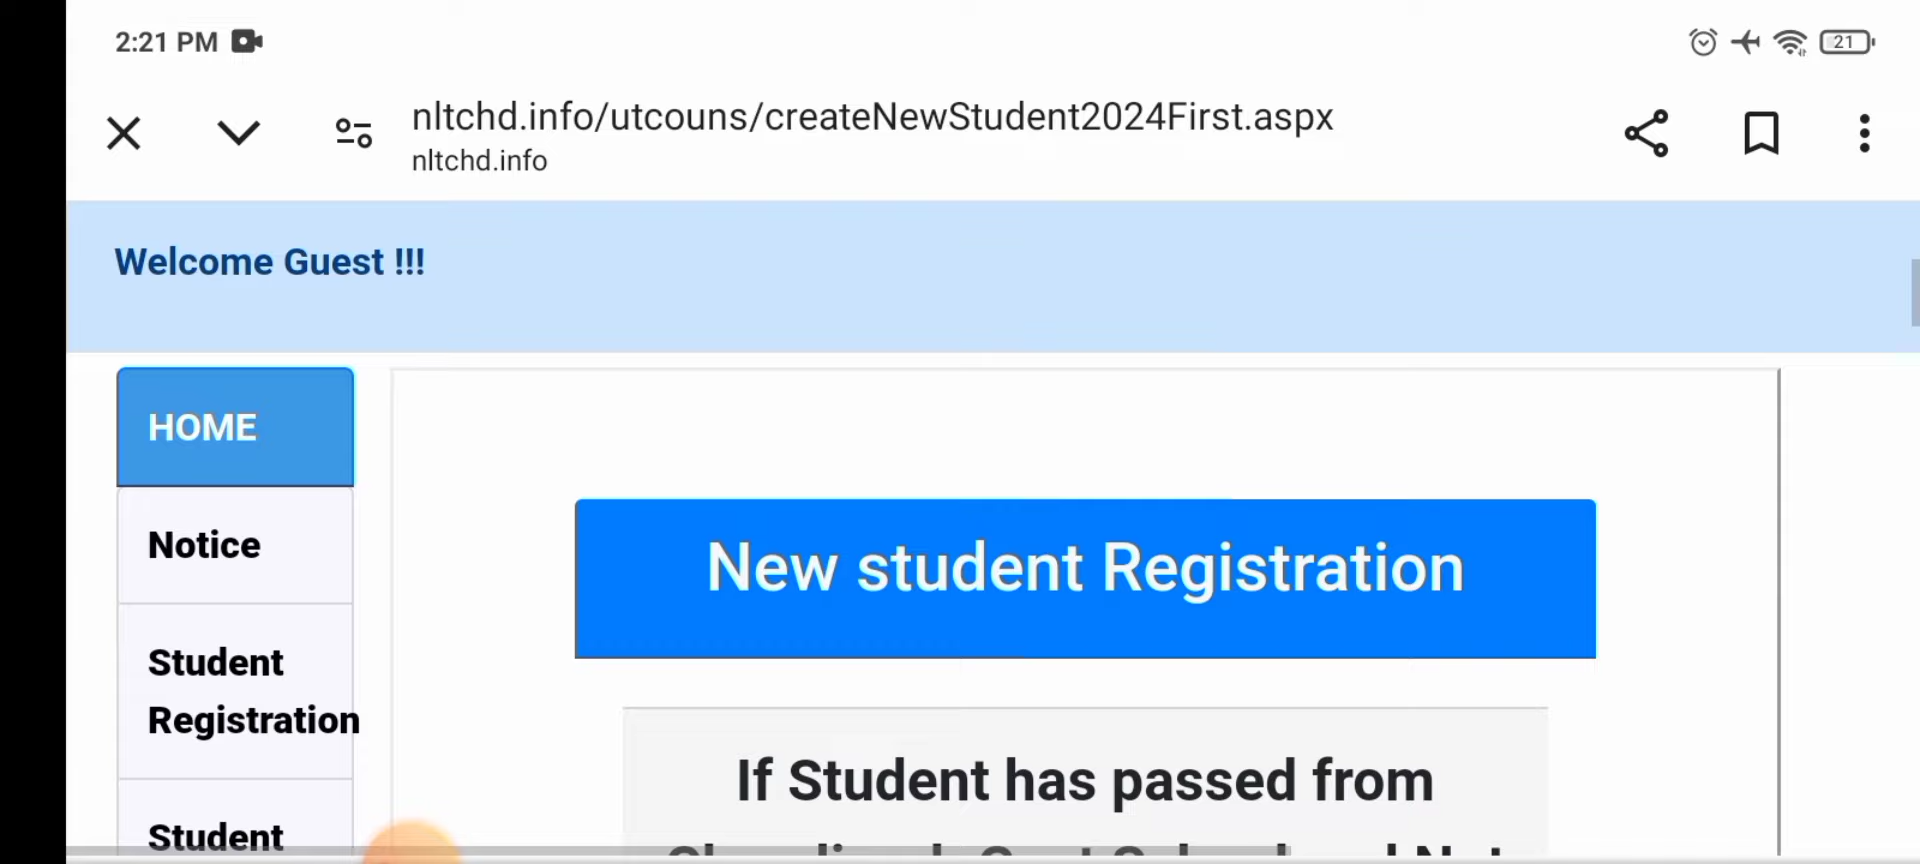 2:21 PM
21
nltchd.info/utcouns/createNewStudent2024First.aspx
nltchd.info
Welcome Guest !!!
HOME
Notice
Student
Registration
Student
New student Registration
If Student has passed from